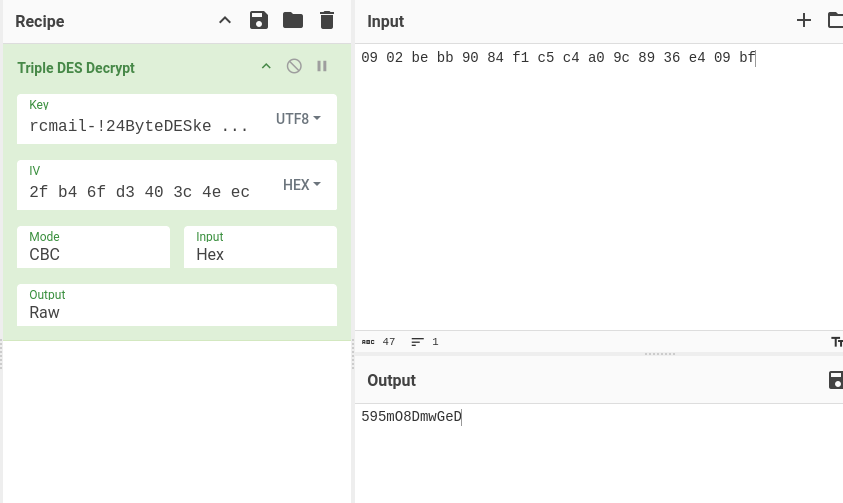 Recipe
Triple DES Decrypt
Key
rcmail-!24ByteDESke ...
UTF8
IV
2f b4 6f d3 40 3c 4e ec
HEX
Mode
CBC
Input
Hex
Output
Raw
Input
09 02 be bb 90 84 f1 c5 c4 a0 9c 89 36 e4 09 bf
ABC 47
1
Tт
Output
595mO8DmwGeD